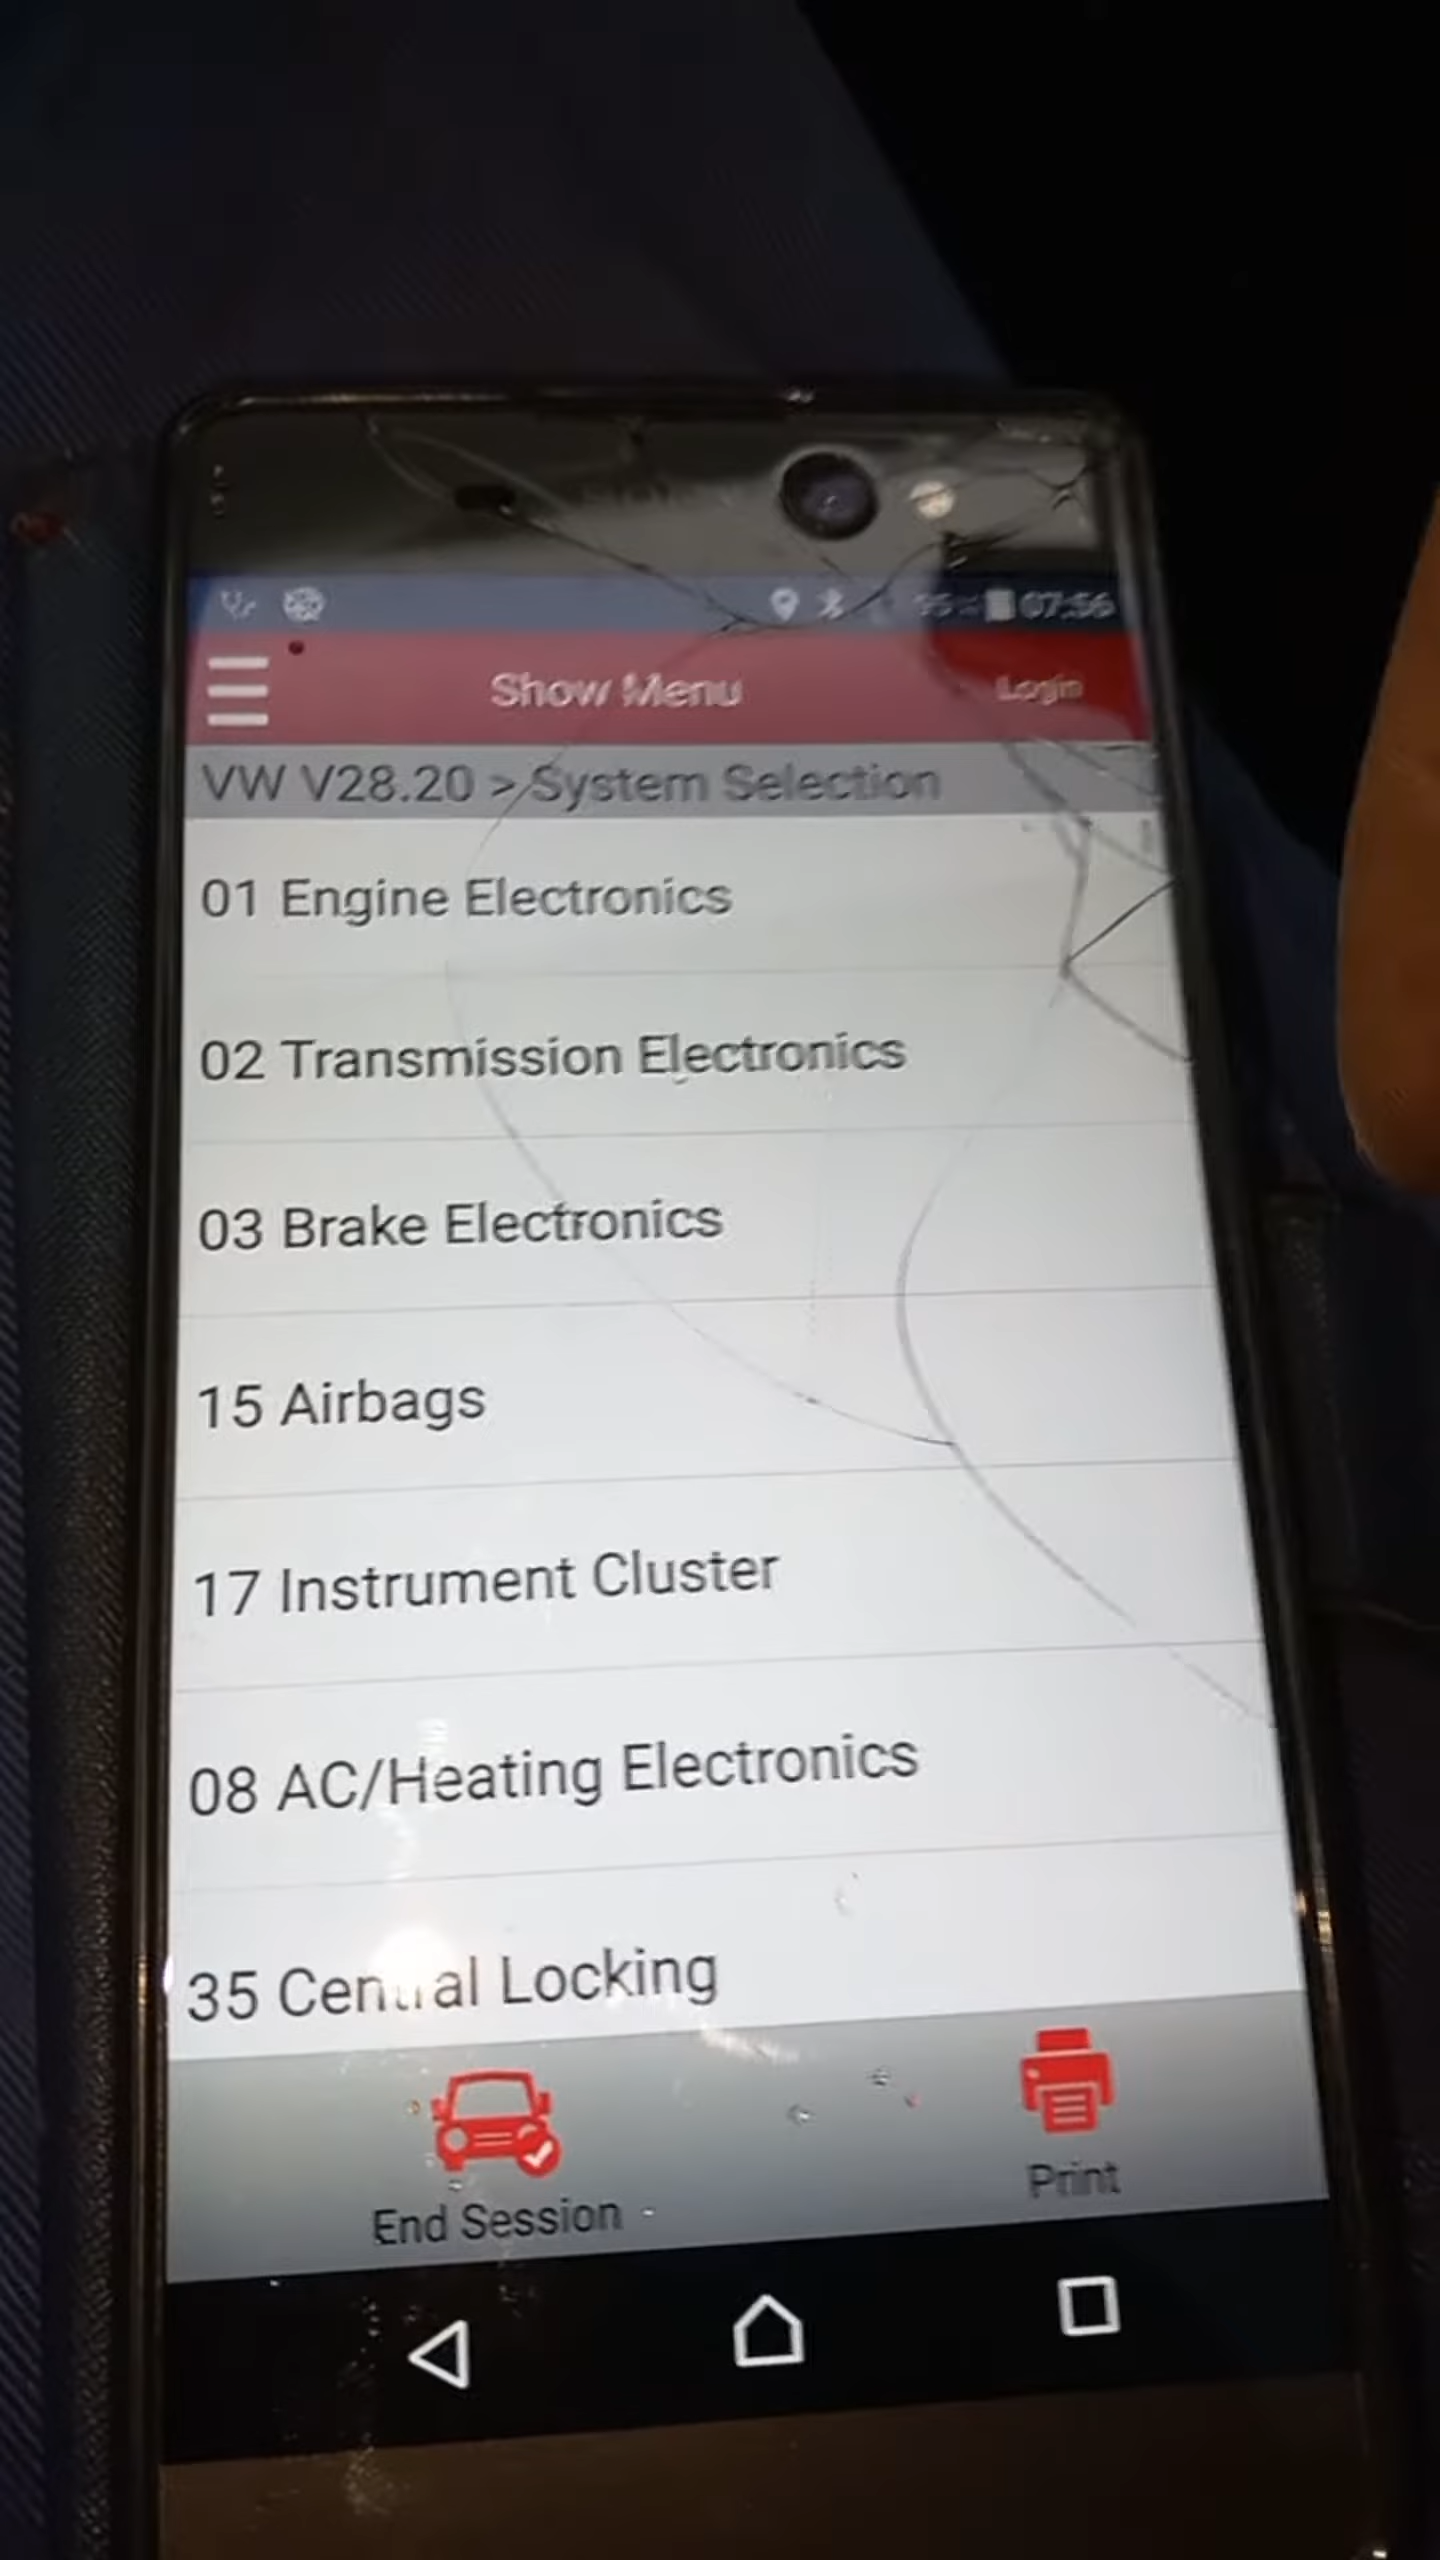 07:56
Show Menu
Login
VW V28.20 > System Selection
01 Engine Electronics
02 Transmission Electronics
03 Brake Electronics
15 Airbags
17 Instrument Cluster
08 AC/Heating Electronics
35 Central Locking
End Session
Print